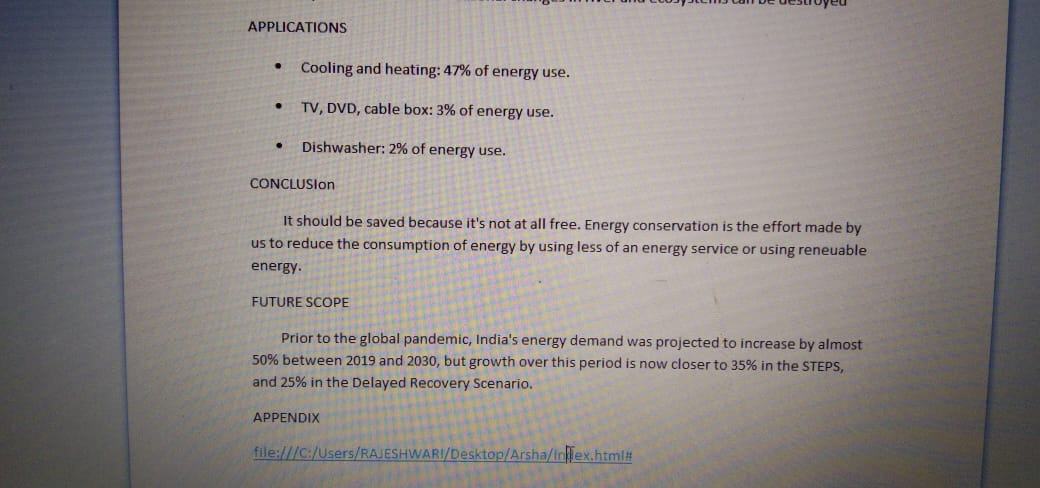 ecosystems can be destroyed
APPLICATIONS
• Cooling and heating: 47% of energy use.
• TV, DVD, cable box: 3% of energy use.
• Dishwasher: 2% of energy use.
CONCLUSIon
It should be saved because it's not at all free. Energy conservation is the effort made by
us to reduce the consumption of energy by using less of an energy service or using reneuable
energy.
FUTURE SCOPE
Prior to the global pandemic, India's energy demand was projected to increase by almost
50% between 2019 and 2030, but growth over this period is now closer to 35% in the STEPS,
and 25% in the Delayed Recovery Scenario.
APPENDIX
file:///C:/Users/RAJESHWARI/Desktop/Arsha/index.html#